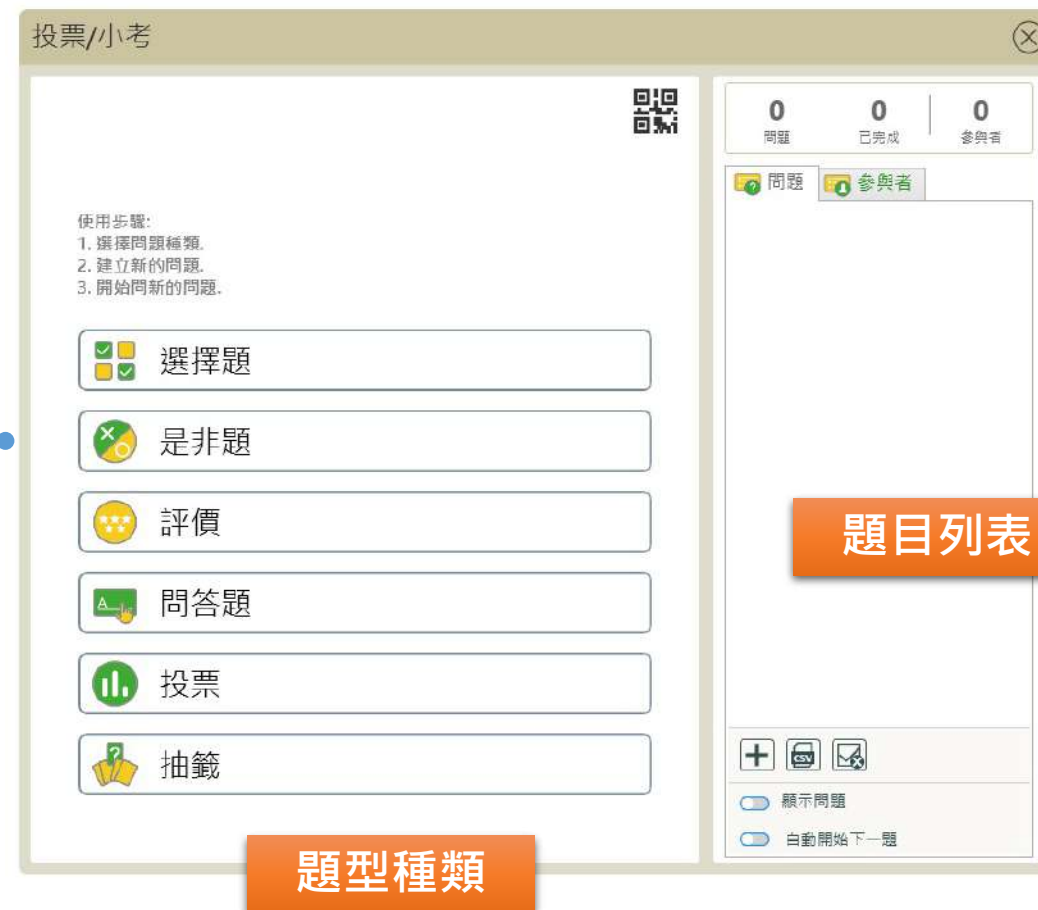 投票/小考
使用步驟:
1. 選擇問題種類.
2. 建立新的問題.
3. 開始問新的問題.
選擇題
是非題
評價
問答題
投票
抽籤
題型種類
0 0 0
問題 已完成 參與者
問題 參與者
題目列表
CSV
顯示問題
自動開始下一題